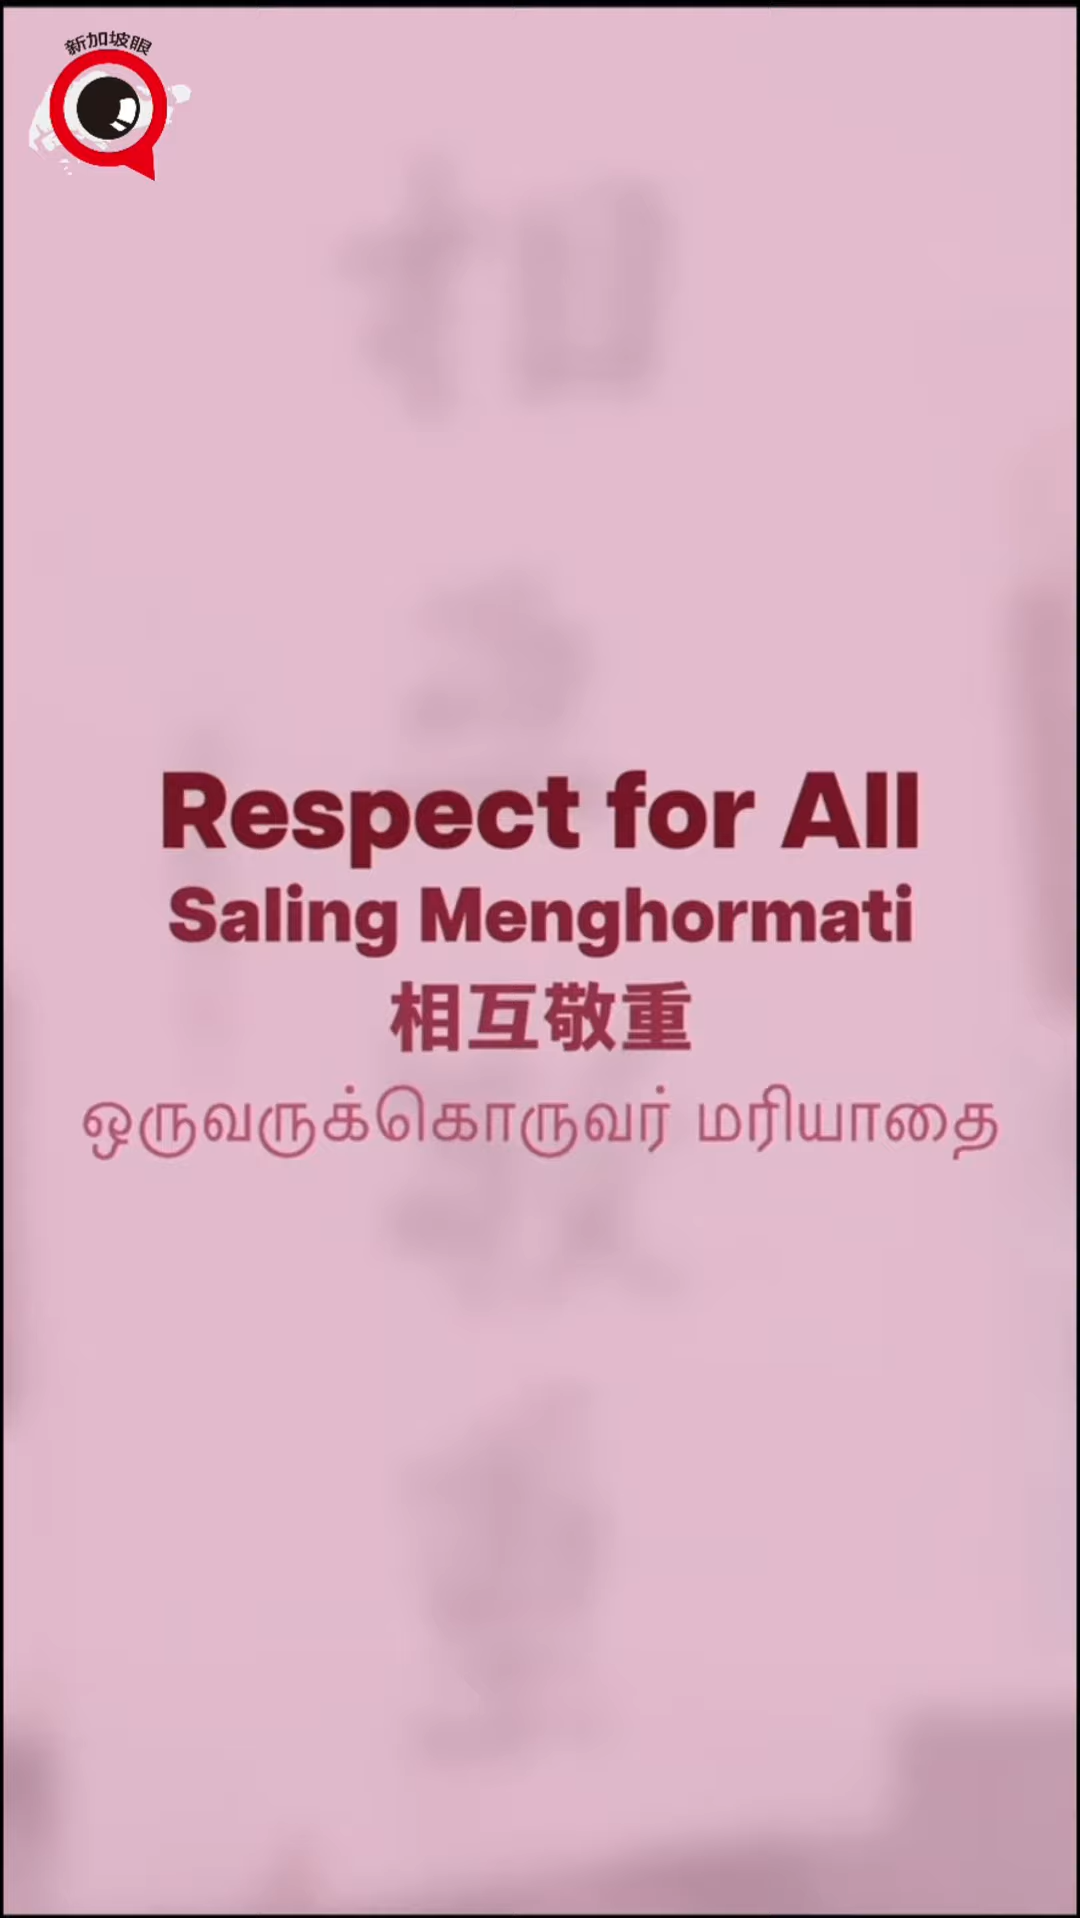 新加坡眼
Respect for All
Saling Menghormati
相互敬重
ஒருவருக்கொருவர் மரியாதை